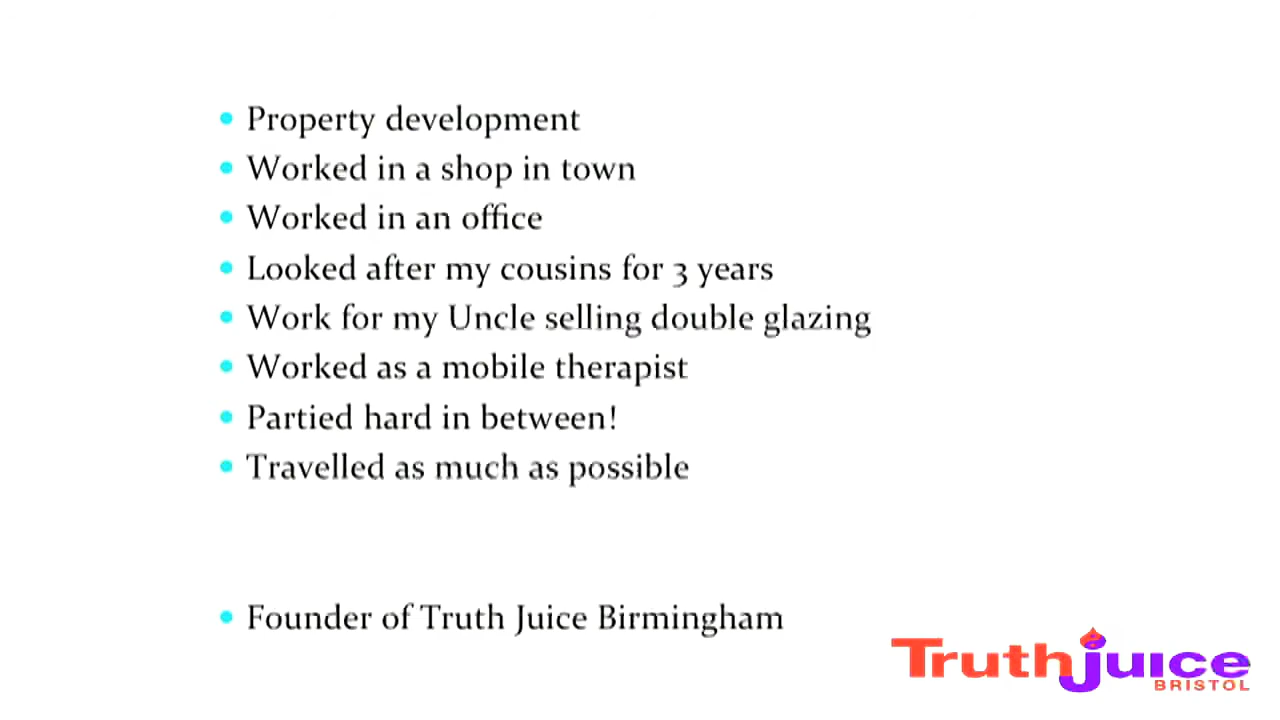 Property development
Worked in a shop in town
Worked in an office
Looked after my cousins for 3 years
Work for my Uncle selling double glazing
Worked as a mobile therapist
Partied hard in between!
Travelled as much as possible
Founder of Truth Juice Birmingham
Truthjuice
BRISTOL